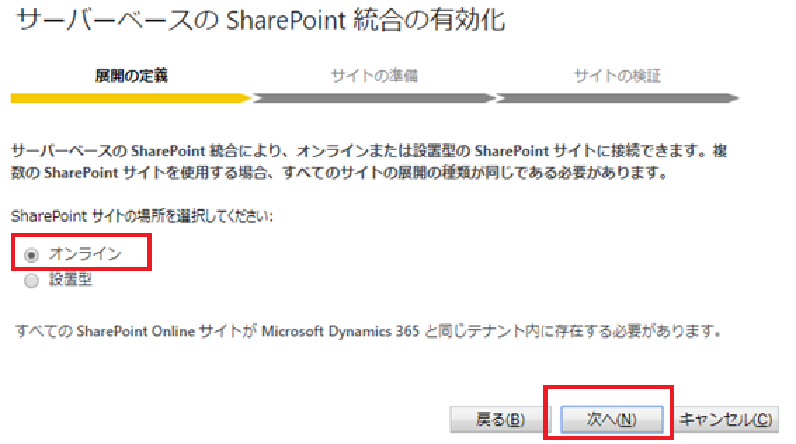 サーバーベースの SharePoint 統合の有効化
展開の定義 サイトの準備 サイトの検証
サーバーベースの SharePoint 統合により、オンラインまたは設置型の SharePoint サイトに接続できます。複
数の SharePoint サイトを使用する場合、すべてのサイトの展開の種類が同じである必要があります。
SharePoint サイトの場所を選択してください:
オンライン
設置型
すべての SharePoint Online サイトが Microsoft Dynamics 365 と同じテナント内に存在する必要があります。
戻る(B) 次へ(N) キャンセル(C)